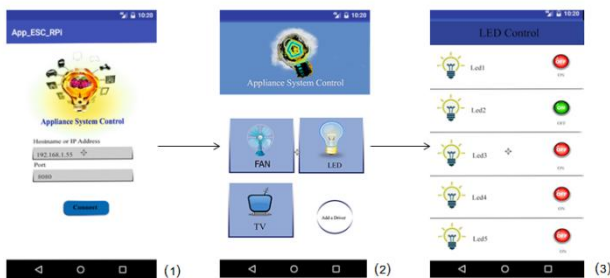 10:20
App_ESC_RPi
Appliance System Control
Hostname or IP Address
192.168.1.55
Port
8080
Connect
(1)
10:20
Appliance System Control
FAN
LED
TV
Add a Driver
(2)
10:20
LED Control
Led1
Led2
Led3
Led4
Led5
(3)